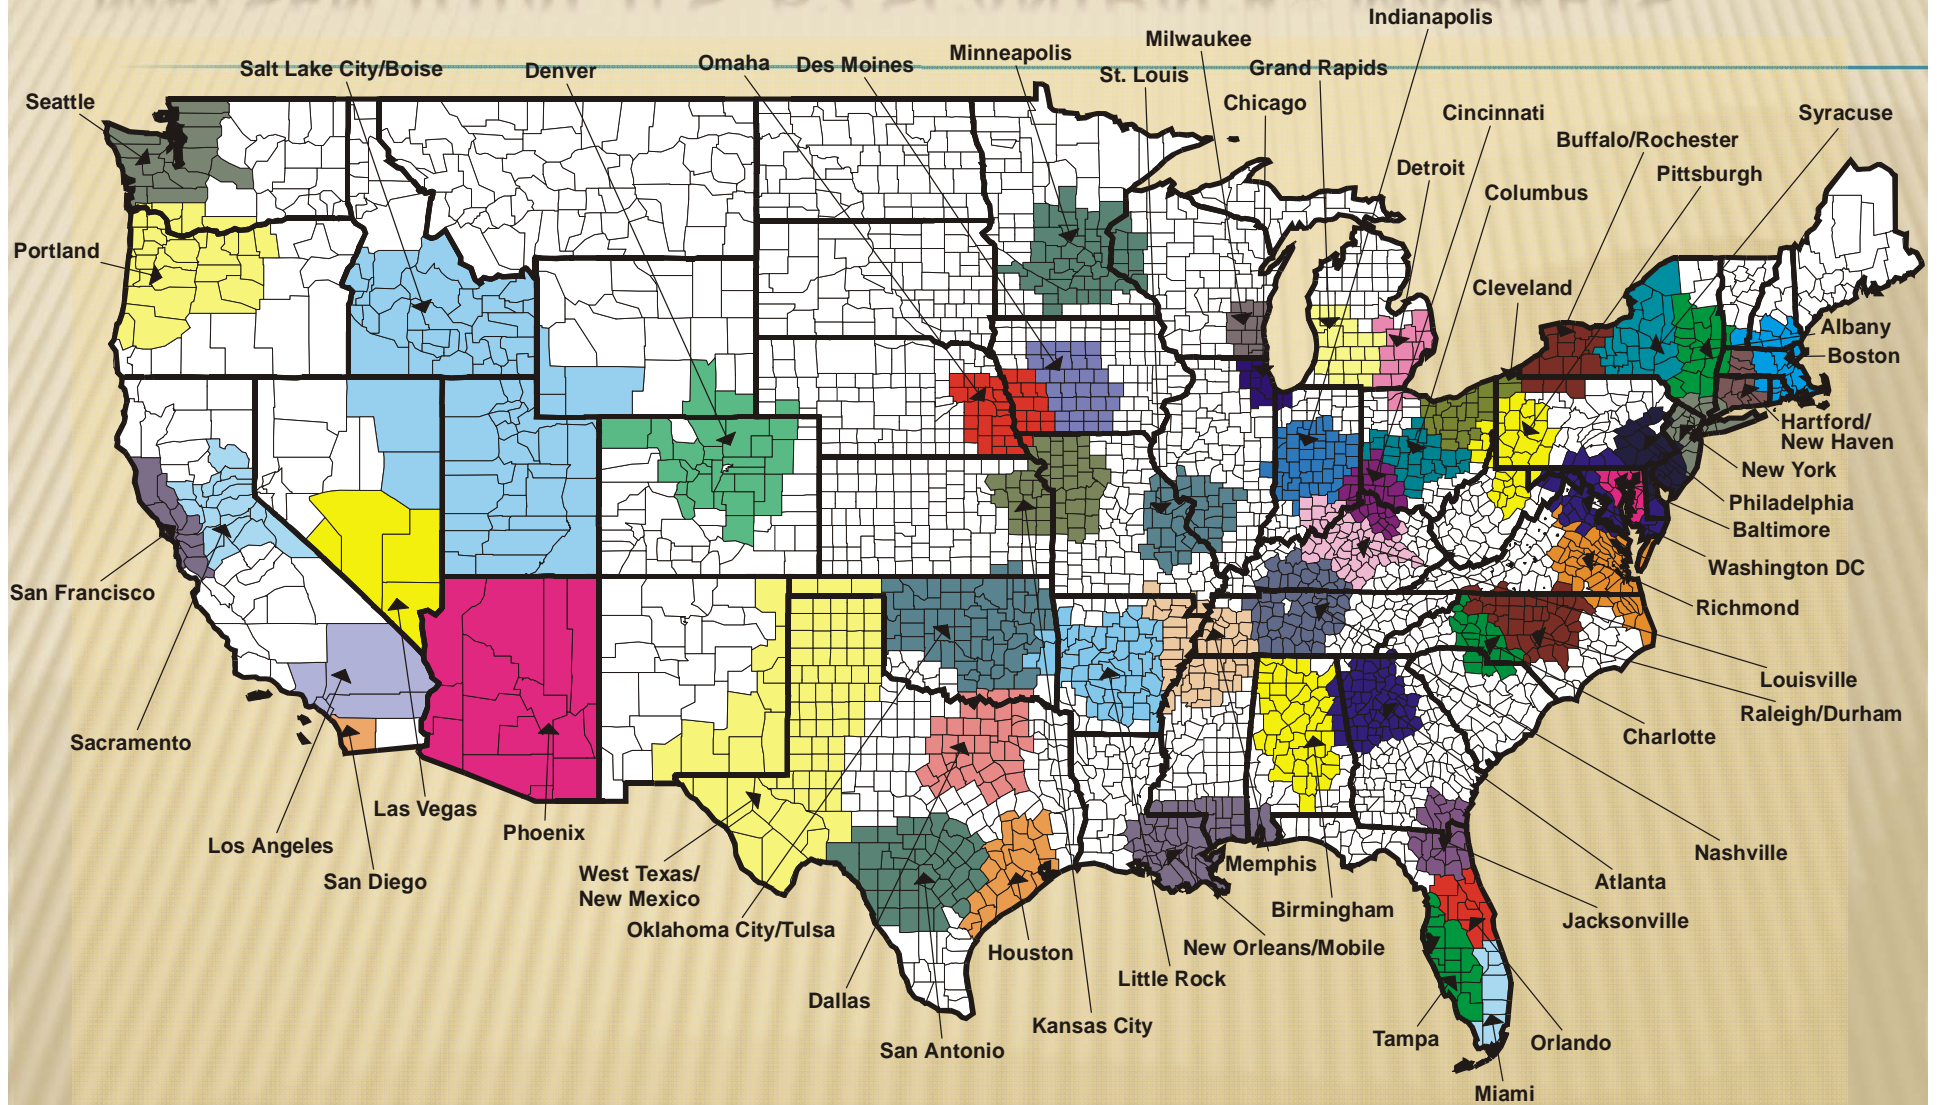 Indianapolis
Milwaukee
Minneapolis
Omaha
Des Moines
St. Louis
Grand Rapids
Salt Lake City/Boise
Denver
Chicago
Seattle
Cincinnati
Syracuse
Buffalo/Rochester
Detroit
Pittsburgh
Columbus
Portland
Cleveland
Albany
Boston
Hartford/
New Haven
New York
Philadelphia
Baltimore
Washington DC
San Francisco
Richmond
Louisville
Raleigh/Durham
Charlotte
Sacramento
Las Vegas
Phoenix
Los Angeles
Nashville
Memphis
West Texas/
New Mexico
San Diego
Atlanta
Birmingham
Jacksonville
Oklahoma City/Tulsa
New Orleans/Mobile
Houston
Little Rock
Dallas
Kansas City
Tampa
Orlando
San Antonio
Miami